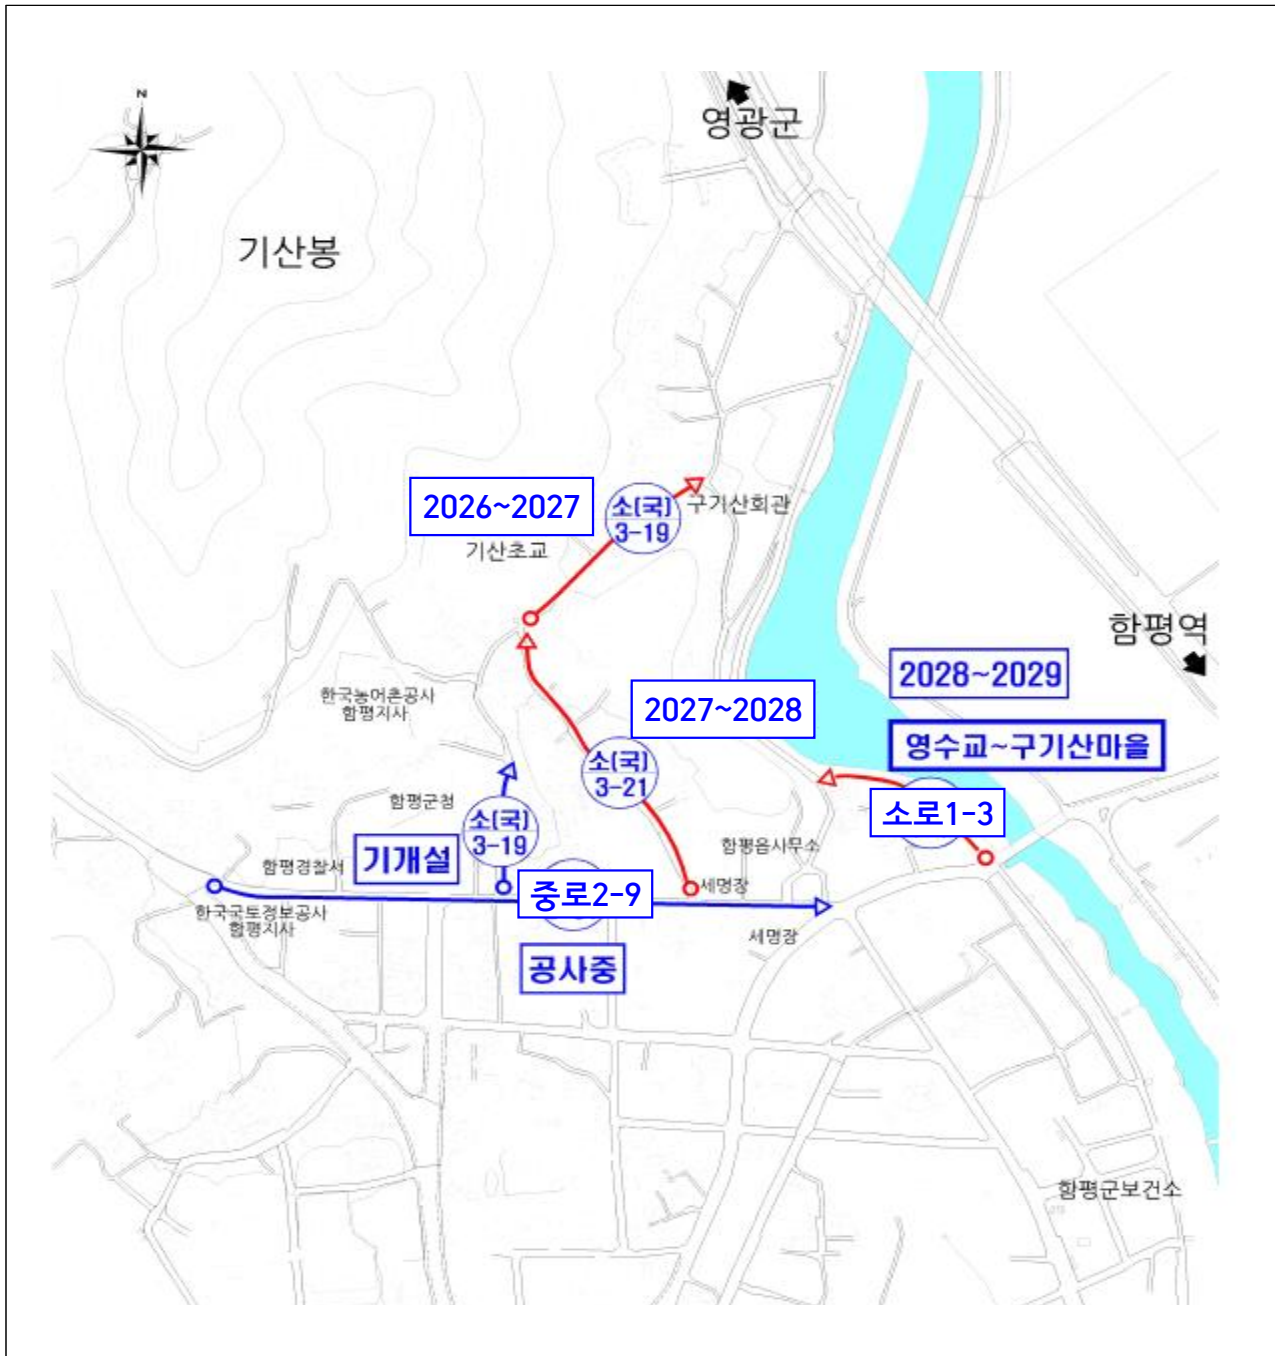 N
영광군
기산봉
2026~2027
소(국)
3-19
구기산회관
기산초교
함평역
2028~2029
한국농어촌공사
함평지사
2027~2028
영수교~구기산마을
소(국)
3-21
함평군청
소로1-3
소(국)
3-19
기개설
함평읍사무소
함평경찰서
세명장
중로2-9
한국국토정보공사
함평지사
세명장
공사중
함평군보건소